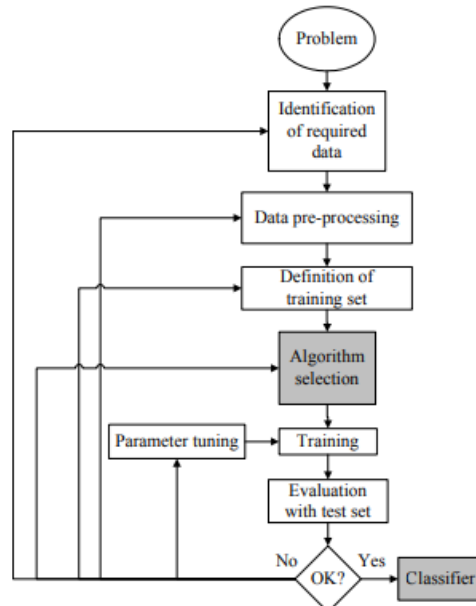 Problem
Identification
of required
data
Data pre-processing
Definition of
training set
Algorithm
selection
Parameter tuning
Training
Evaluation
with test set
No
OK?
Yes
Classifier